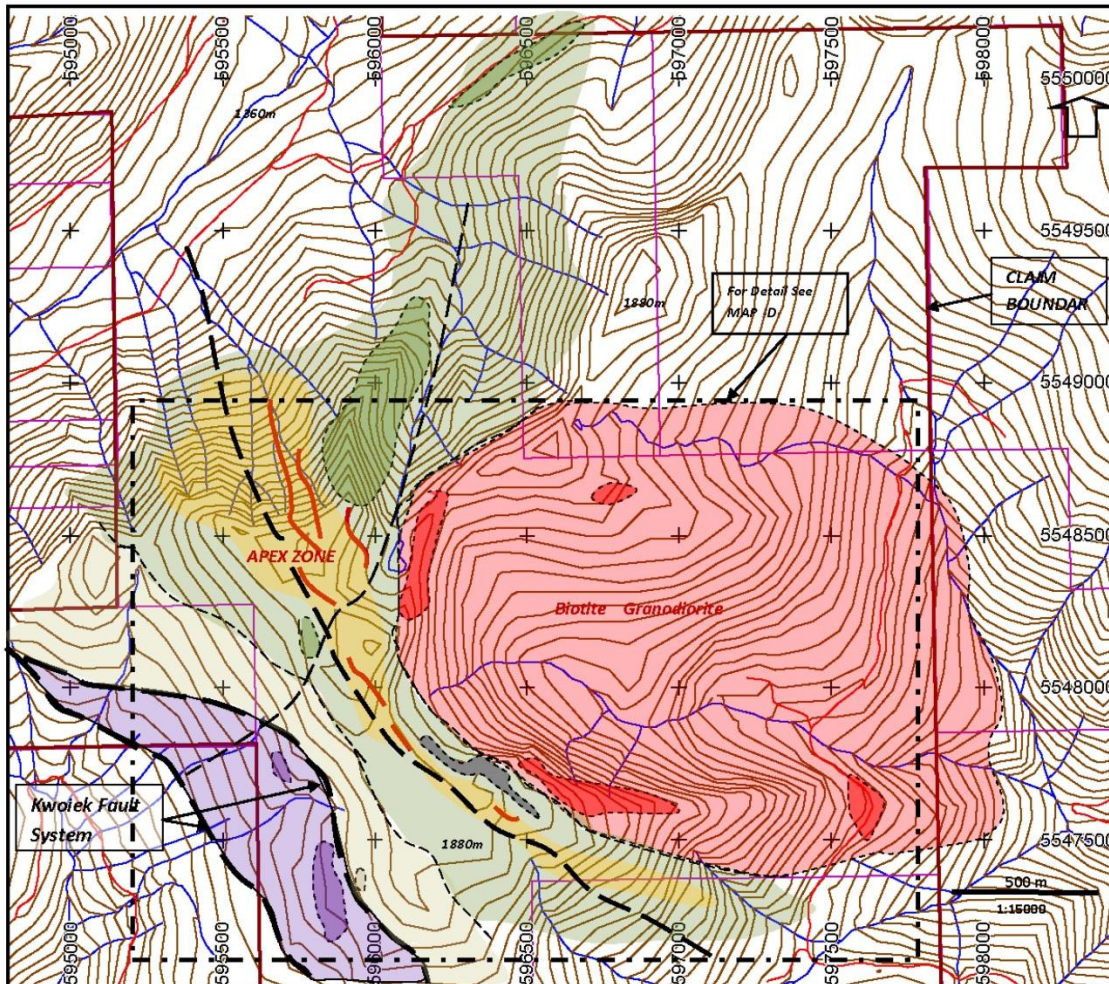 595000
595500
596000
596500
597000
597500
598000
5550000
1360m
5549500
CLAIM
BOUNDAR
For Detail See
MAP -D
1880m
5549000
APEX ZONE
5548500
Biotite Granodiorite
5548000
Kwoiek Fault
System
1880m
5547500
500 m
1:15000
595000
595500
596000
596500
597000
597500
598000